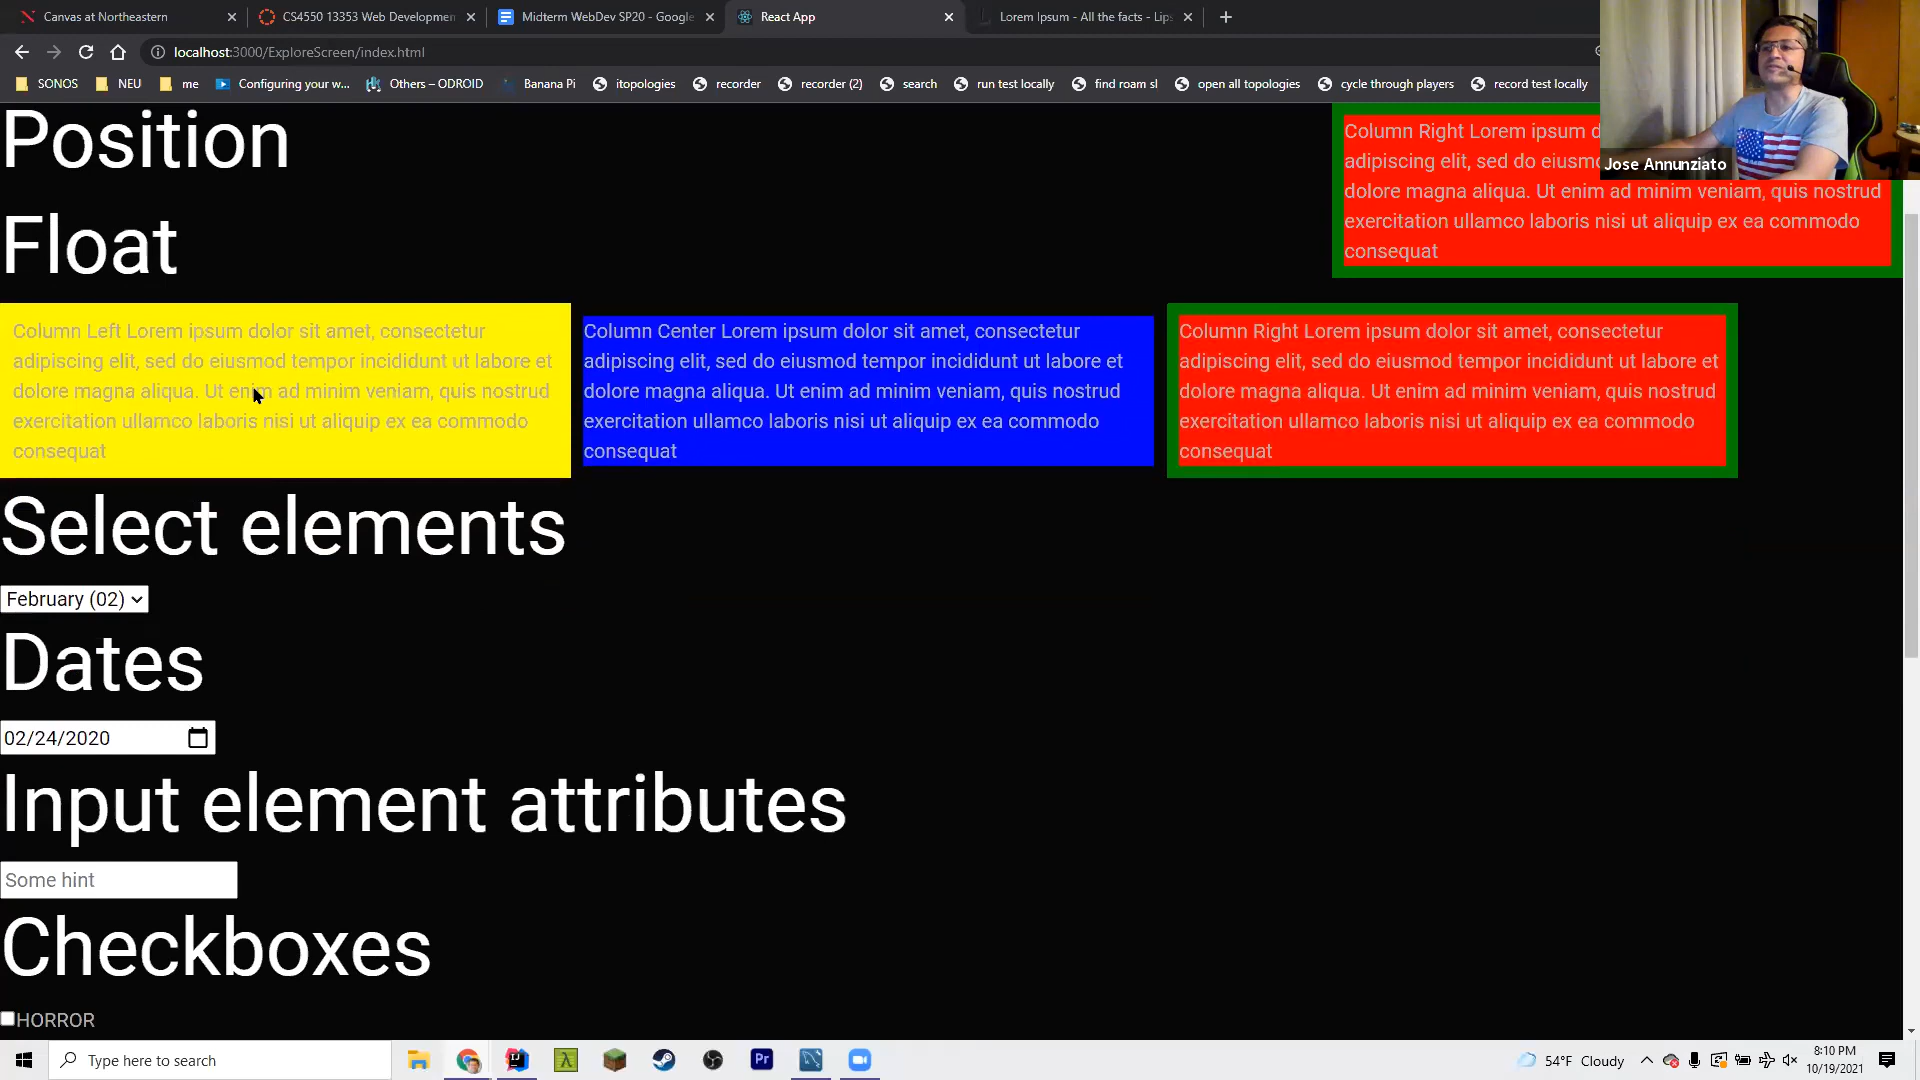 Canvas at Northeastern
CS4550 13353 Web Developmen
Midterm WebDev SP20 - Google
React App
Lorem Ipsum - All the facts - Lips
localhost:3000/ExploreScreen/index.html
SONOS
NEU
me
Configuring your w...
Others – ODROID
Banana Pi
itopologies
recorder
recorder (2)
search
run test locally
find roam sl
open all topologies
cycle through players
record test locally
Jose Annunziato
Position
Column Right Lorem ipsum d
adipiscing elit, sed do eiusmo
dolore magna aliqua. Ut enim ad minim veniam, quis nostrud
exercitation ullamco laboris nisi ut aliquip ex ea commodo
consequat
Float
Column Left Lorem ipsum dolor sit amet, consectetur
adipiscing elit, sed do eiusmod tempor incididunt ut labore et
dolore magna aliqua. Ut enim ad minim veniam, quis nostrud
exercitation ullamco laboris nisi ut aliquip ex ea commodo
consequat
Column Center Lorem ipsum dolor sit amet, consectetur
adipiscing elit, sed do eiusmod tempor incididunt ut labore et
dolore magna aliqua. Ut enim ad minim veniam, quis nostrud
exercitation ullamco laboris nisi ut aliquip ex ea commodo
consequat
Column Right Lorem ipsum dolor sit amet, consectetur
adipiscing elit, sed do eiusmod tempor incididunt ut labore et
dolore magna aliqua. Ut enim ad minim veniam, quis nostrud
exercitation ullamco laboris nisi ut aliquip ex ea commodo
consequat
Select elements
February (02)
Dates
02/24/2020
Input element attributes
Some hint
Checkboxes
HORROR
Type here to search
Pr
54°F Cloudy
8:10 PM
10/19/2021